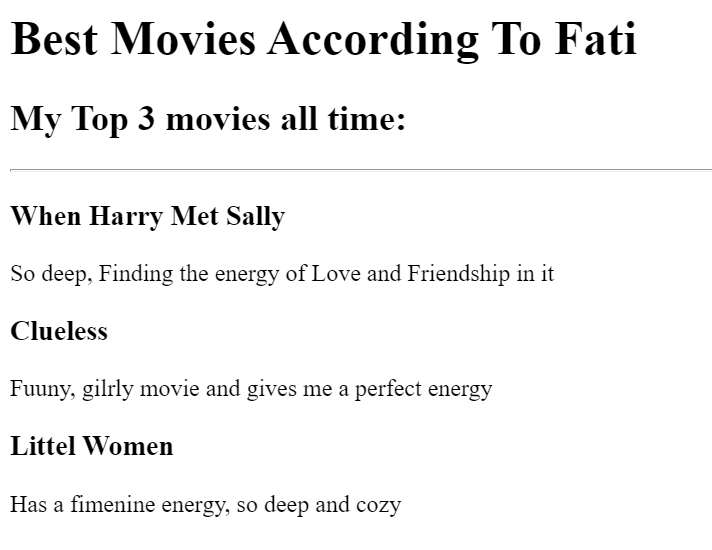 Best Movies According To Fati
My Top 3 movies all time:
When Harry Met Sally
So deep, Finding the energy of Love and Friendship in it
Clueless
Fuuny, gilrly movie and gives me a perfect energy
Littel Women
Has a fimenine energy, so deep and cozy